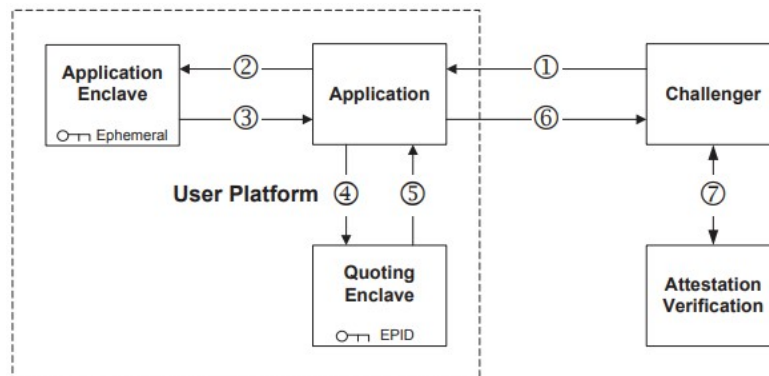 Application
Enclave
Ephemeral
②
③
Application
①
⑥
Challenger
User Platform
④
⑤
⑦
Quoting
Enclave
EPID
Attestation
Verification